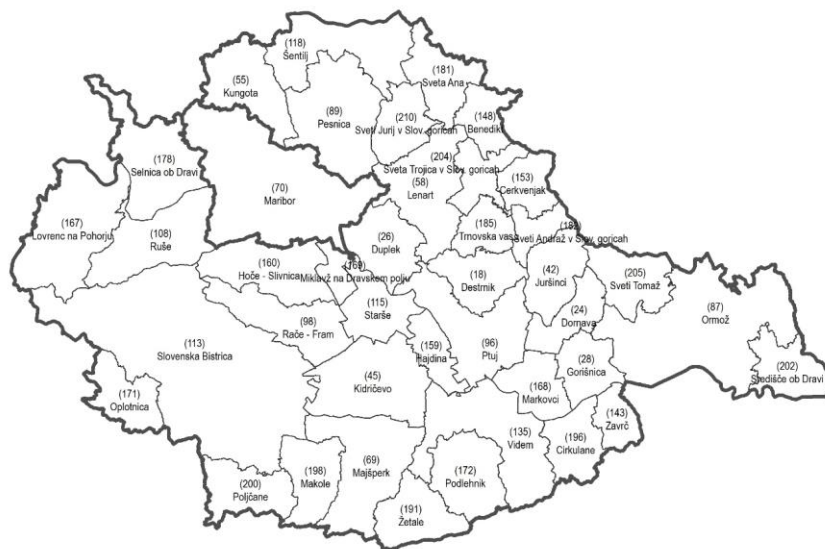 (118)
Šentilj
(55)
Kungota
(181)
Sveta Ana
(89)
Pesnica
(210)
Sveti Jurij v Slov. goricah
(148)
Benedikt
(178)
Selnica ob Dravi
(204)
Sveta Trojica v Slov. goricah
(153)
Cerkvenjak
(70)
Maribor
(58)
Lenart
(167)
Lovrenc na Pohorju
(108)
Ruše
(26)
Duplek
(185)
Trnovska vas
(182)
Sveti Andraž v Slov. goricah
(160)
Hoče - Slivnica
(169)
Miklavž na Dravskem polju
(18)
Destrnik
(42)
Juršinci
(205)
Sveti Tomaž
(87)
Ormož
(115)
Starše
(24)
Dornava
(98)
Rače - Fram
(113)
Slovenska Bistrica
(159)
Hajdina
(96)
Ptuj
(28)
Gorišnica
(202)
Središče ob Dravi
(171)
Oplotnica
(45)
Kidričevo
(168)
Markovci
(143)
Zavrč
(135)
Videm
(196)
Cirkulane
(200)
Poljčane
(198)
Makole
(69)
Majšperk
(172)
Podlehnik
(191)
Žetale